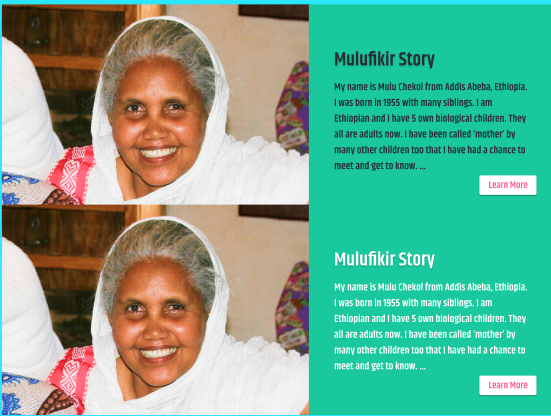 Mulufikir Story
My name is Mulu Chekol from Addis Abeba, Ethiopia.
I was born in 1955 with many siblings. I am
Ethiopian and I have 5 own biological children. They
all are adults now. I have been called 'mother' by
many other children too that I have had a chance to
meet and get to know. ...
Learn More
Mulufikir Story
My name is Mulu Chekol from Addis Abeba, Ethiopia.
I was born in 1955 with many siblings. I am
Ethiopian and I have 5 own biological children. They
all are adults now. I have been called 'mother' by
many other children too that I have had a chance to
meet and get to know. ...
Learn More